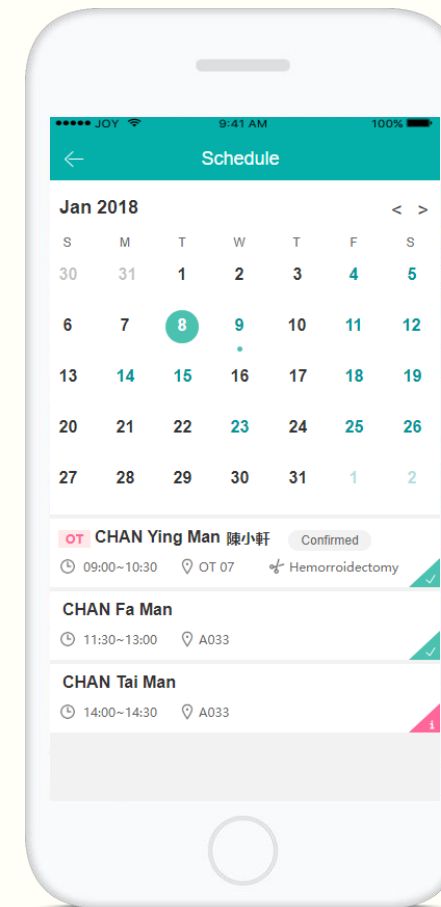 JOY 9:41 AM 100%
Schedule
Jan 2018 < >
S M T W T F S
30 31 1 2 3 4 5
6 7 8 9 10 11 12
13 14 15 16 17 18 19
20 21 22 23 24 25 26
27 28 29 30 31 1 2
OT CHAN Ying Man 陳小軒 Confirmed
09:00~10:30 OT 07 Hemorroidectomy
CHAN Fa Man
11:30~13:00 A033
CHAN Tai Man
14:00~14:30 A033